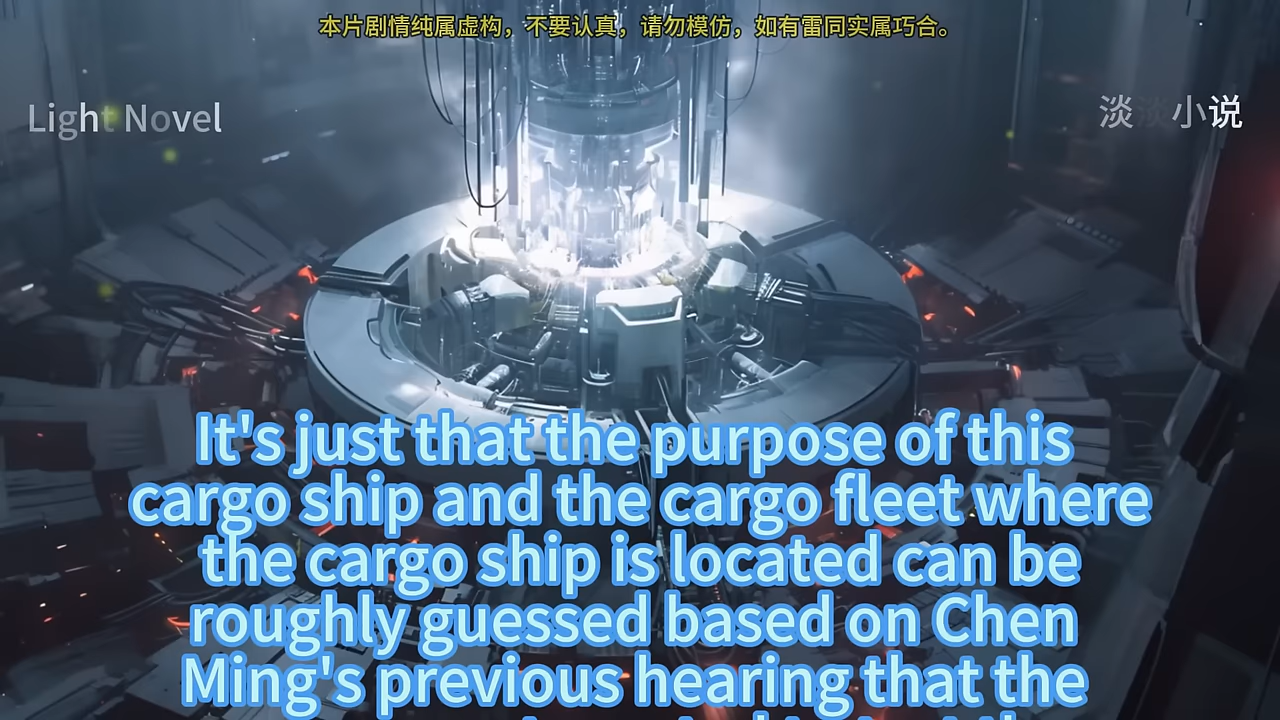 本片剧情纯属虚构，不要认真，请勿模仿，如有雷同实属巧合。
Light Novel
淡淡小说
It's just that the purpose of this
cargo ship and the cargo fleet where
the cargo ship is located can be
roughly guessed based on Chen
Ming's previous hearing that the